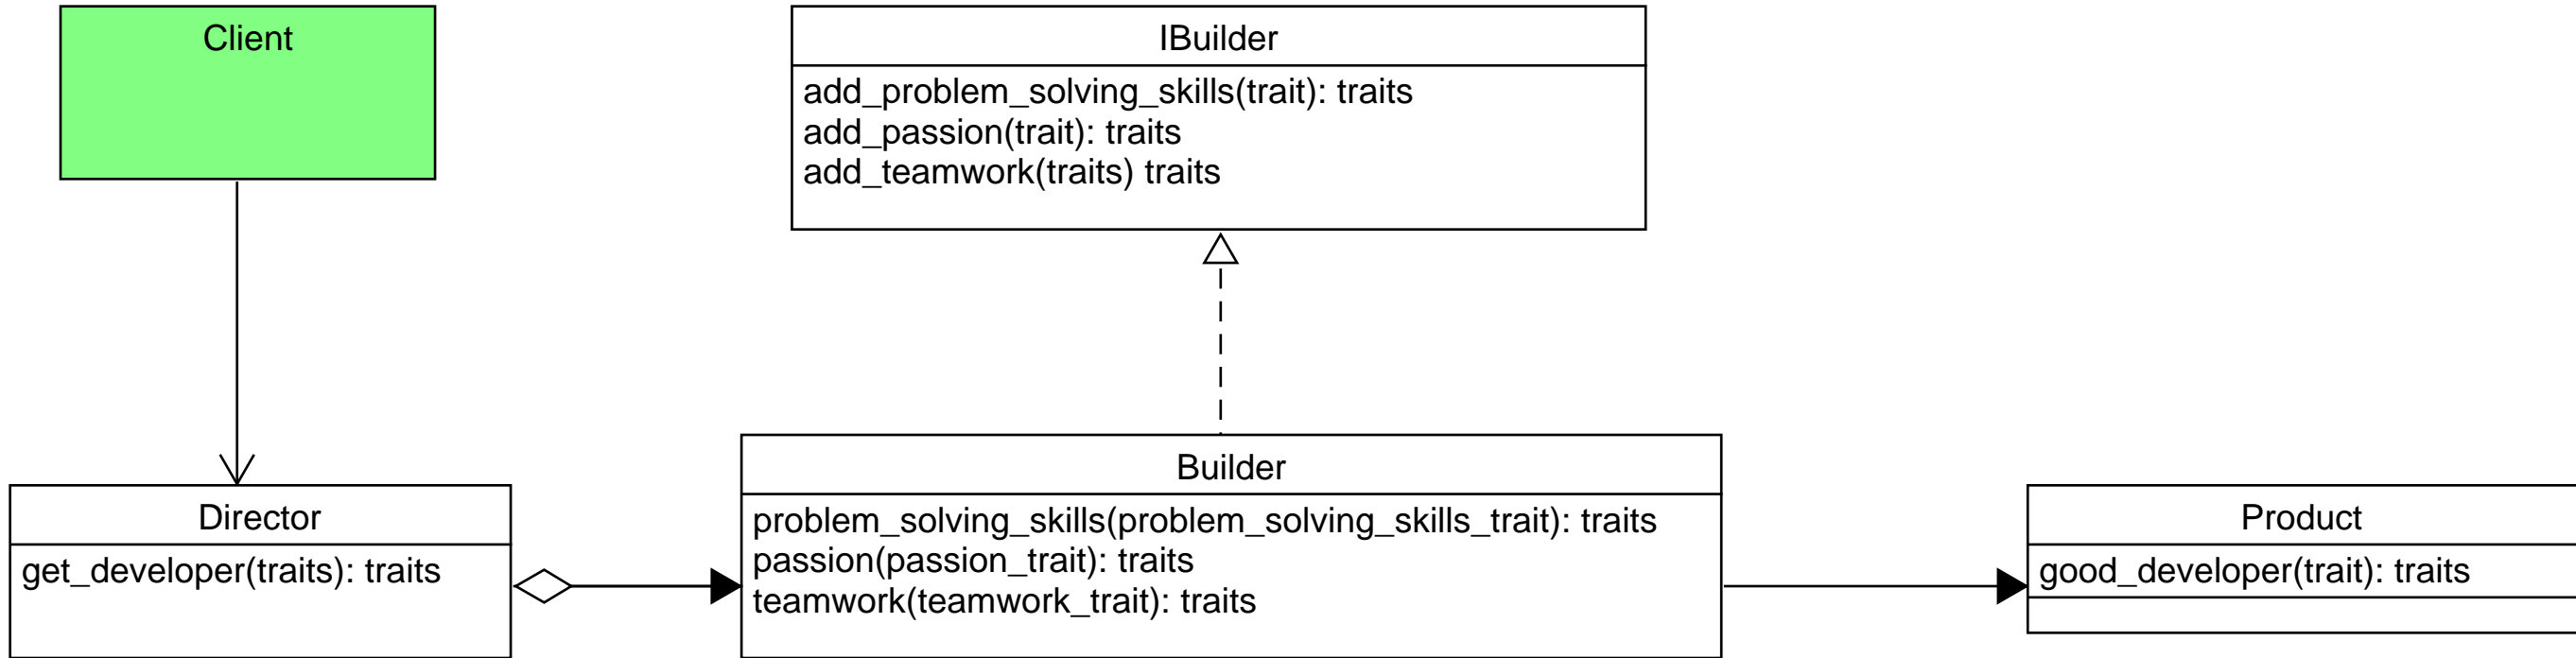 Client
IBuilder
add_problem_solving_skills(trait): traits
add_passion(trait): traits
add_teamwork(traits) traits
Director
get_developer(traits): traits
Builder
problem_solving_skills(problem_solving_skills_trait): traits
passion(passion_trait): traits
teamwork(teamwork_trait): traits
Product
good_developer(trait): traits